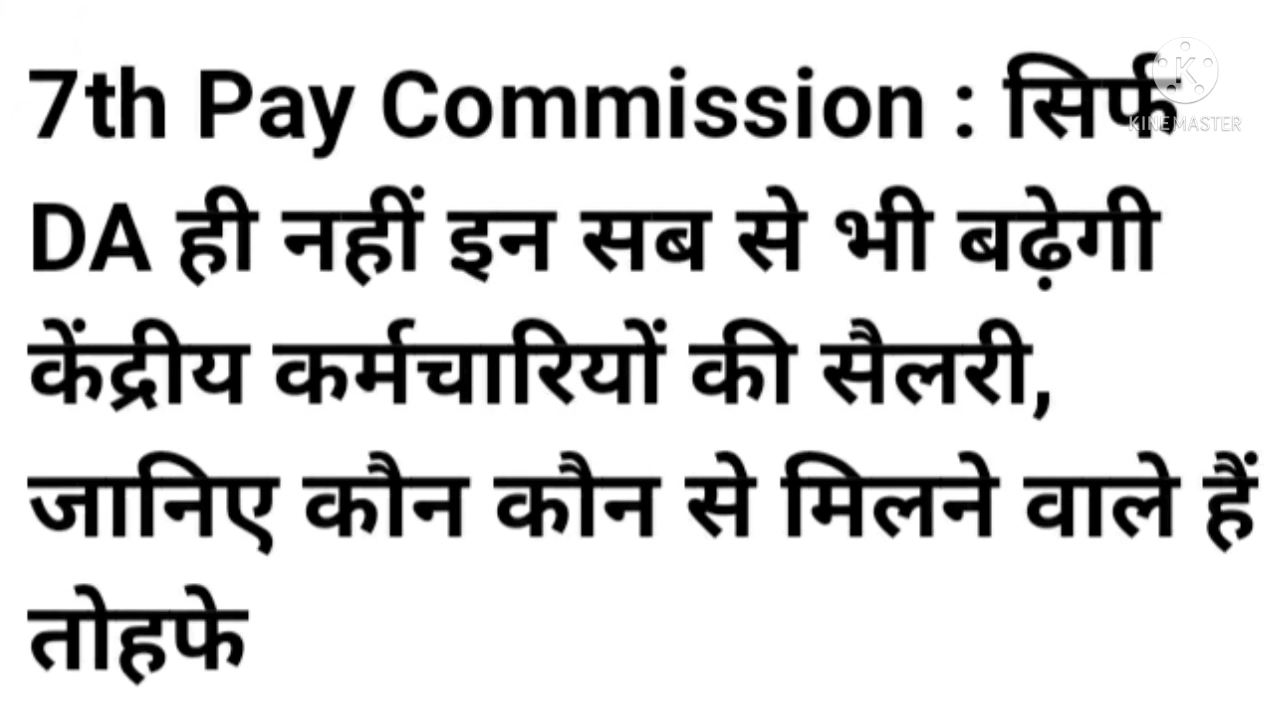 7th Pay Commission : सिर्फ
DA ही नहीं इन सब से भी बढ़ेगी
केंद्रीय कर्मचारियों की सैलरी,
जानिए कौन कौन से मिलने वाले हैं
तोहफे
K
KINEMASTER